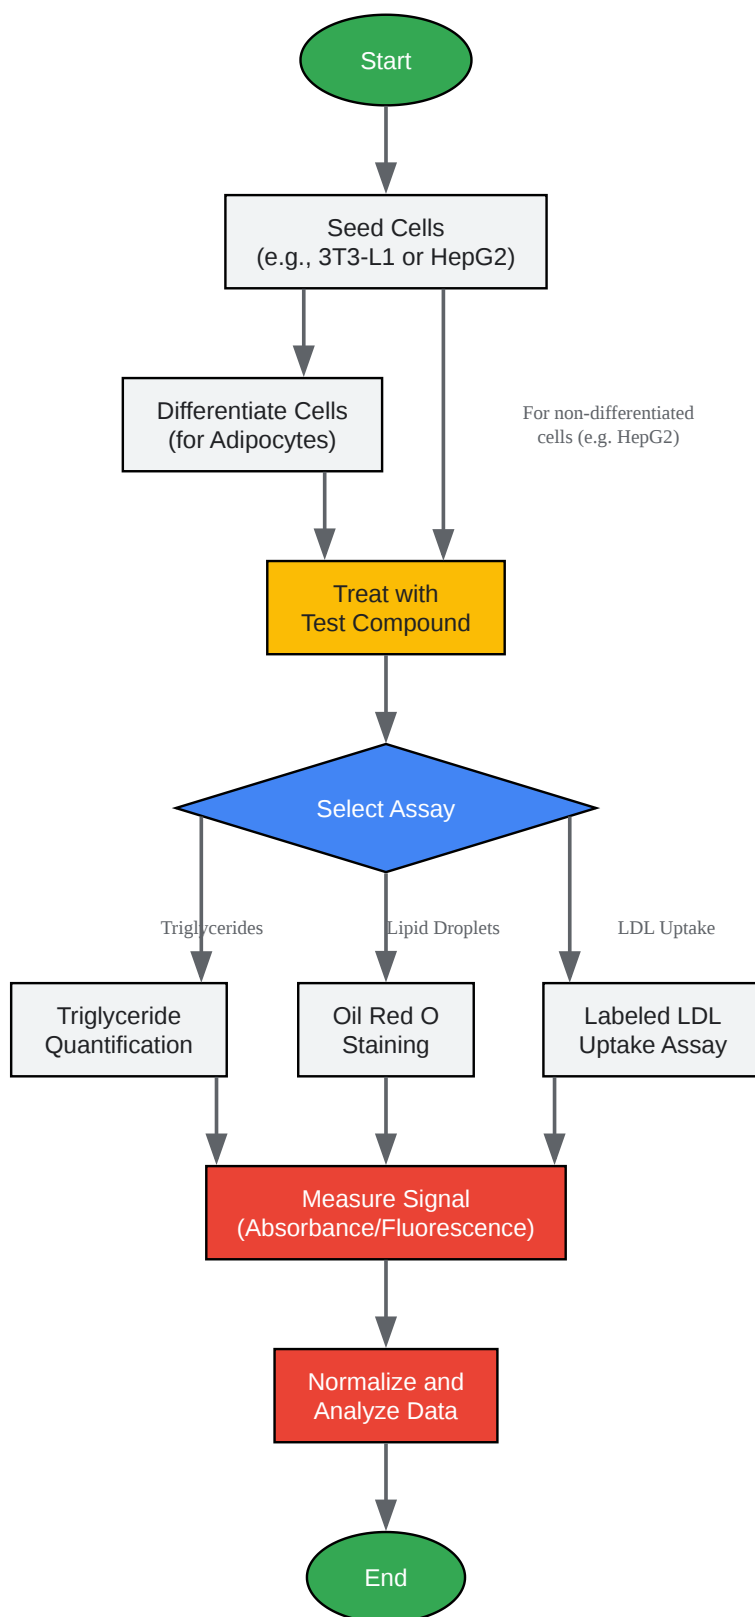 Start
Seed Cells
(e.g., 3T3-L1 or HepG2)
Differentiate Cells
(for Adipocytes)
For non-differentiated
cells (e.g. HepG2)
Treat with
Test Compound
Select Assay
Triglycerides
Lipid Droplets
LDL Uptake
Triglyceride
Quantification
Oil Red O
Staining
Labeled LDL
Uptake Assay
Measure Signal
(Absorbance/Fluorescence)
Normalize and
Analyze Data
End